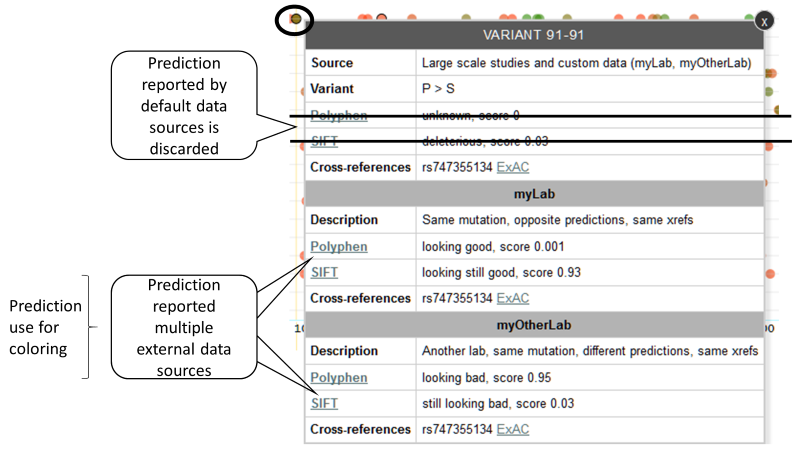 X
VARIANT 91-91
Prediction
reported by
default data
sources is
discarded
Source Large scale studies and custom data (myLab, myOtherLab)
Variant P > S
Polyphen unknown, score 0
SIFT deleterious, score 0.03
Cross-references rs747355134 ExAC
myLab
Description Same mutation, opposite predictions, same xrefs
Polyphen looking good, score 0.001
SIFT looking still good, score 0.93
Cross-references rs747355134 ExAC
Prediction
use for
coloring
Prediction
reported
multiple
external data
sources
10
00
myOtherLab
Description Another lab, same mutation, different predictions, same xrefs
Polyphen looking bad, score 0.95
SIFT still looking bad, score 0.03
Cross-references rs747355134 ExAC